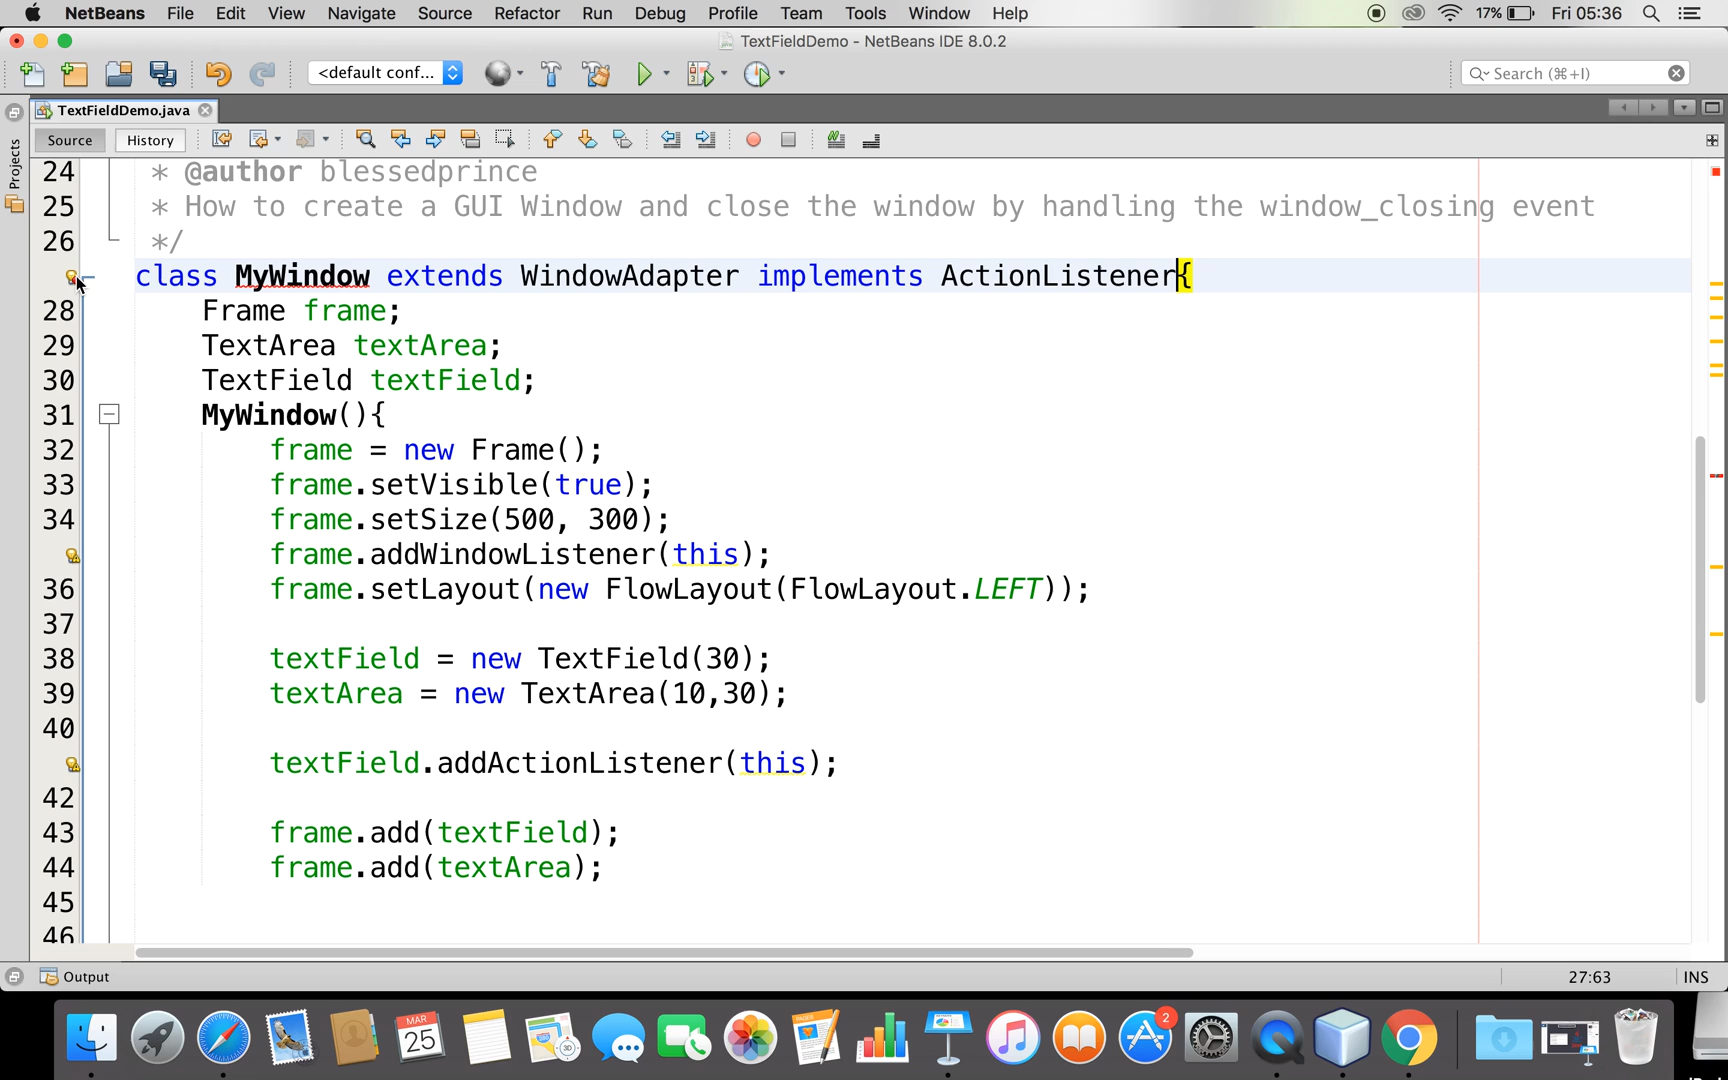 NetBeans File Edit View Navigate Source Refactor Run Debug Profile Team Tools Window Help 17% Fri 05:36
TextFieldDemo - NetBeans IDE 8.0.2
<default conf... Search (⌘+I)
TextFieldDemo.java
Source History
Projects
24 * @author blessedprince
25 * How to create a GUI Window and close the window by handling the window_closing event
26 */
class MyWindow extends WindowAdapter implements ActionListener{
28 Frame frame;
29 TextArea textArea;
30 TextField textField;
31 MyWindow(){
32 frame = new Frame();
33 frame.setVisible(true);
34 frame.setSize(500, 300);
frame.addWindowListener(this);
36 frame.setLayout(new FlowLayout(FlowLayout.LEFT));
37
38 textField = new TextField(30);
39 textArea = new TextArea(10,30);
40
textField.addActionListener(this);
42
43 frame.add(textField);
44 frame.add(textArea);
45
46
Output 27:63 INS
MAR
25
2